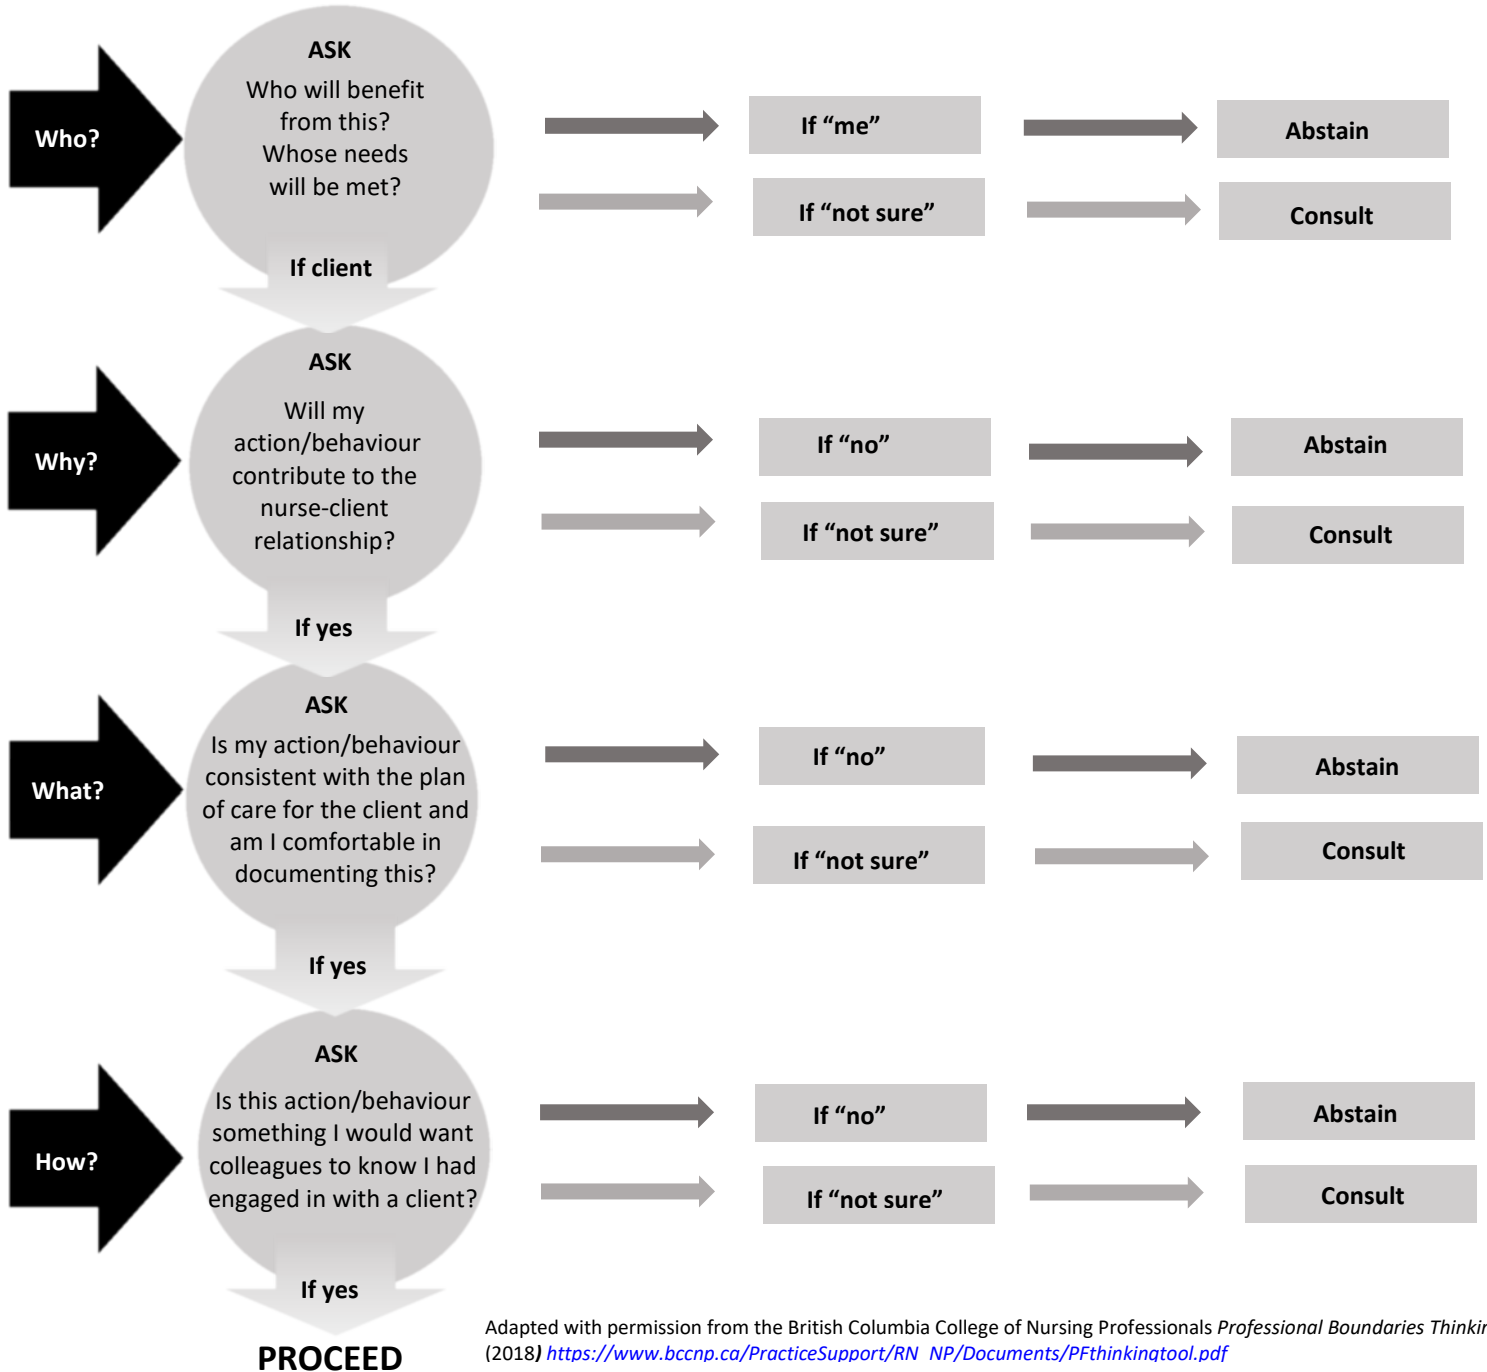 Who?
ASK
Who will benefit
from this?
Whose needs
will be met?
If “me”
Abstain
If “not sure”
Consult
If client
Why?
ASK
Will my
action/behaviour
contribute to the
nurse-client
relationship?
If “no”
Abstain
If “not sure”
Consult
If yes
What?
ASK
Is my action/behaviour
consistent with the plan
of care for the client and
am I comfortable in
documenting this?
If “no”
Abstain
If “not sure”
Consult
If yes
How?
ASK
Is this action/behaviour
something I would want
colleagues to know I had
engaged in with a client?
If “no”
Abstain
If “not sure”
Consult
If yes
PROCEED
Adapted with permission from the British Columbia College of Nursing Professionals Professional Boundaries
(2018) https://www.bccnp.ca/PracticeSupport/RN_NP/Documents/PFthinkingtool.pdf